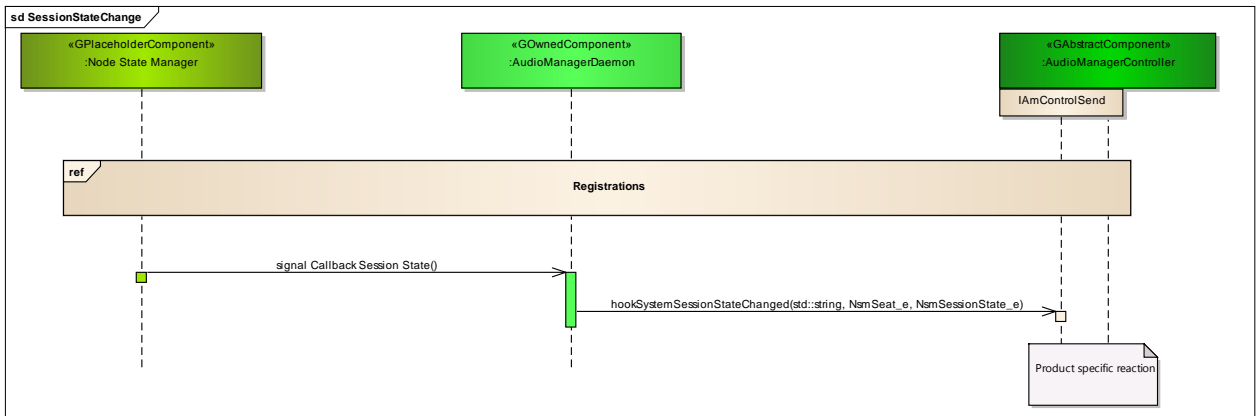 sd SessionStateChange
«GPlaceholderComponent»
:Node State Manager
«GOwnedComponent»
:AudioManagerDaemon
«GAbstractComponent»
:AudioManagerController
IAmControlSend
ref
Registrations
signal Callback Session State()
hookSystemSessionStateChanged(std::string, NsmSeat_e, NsmSessionState_e)
Product specific reaction